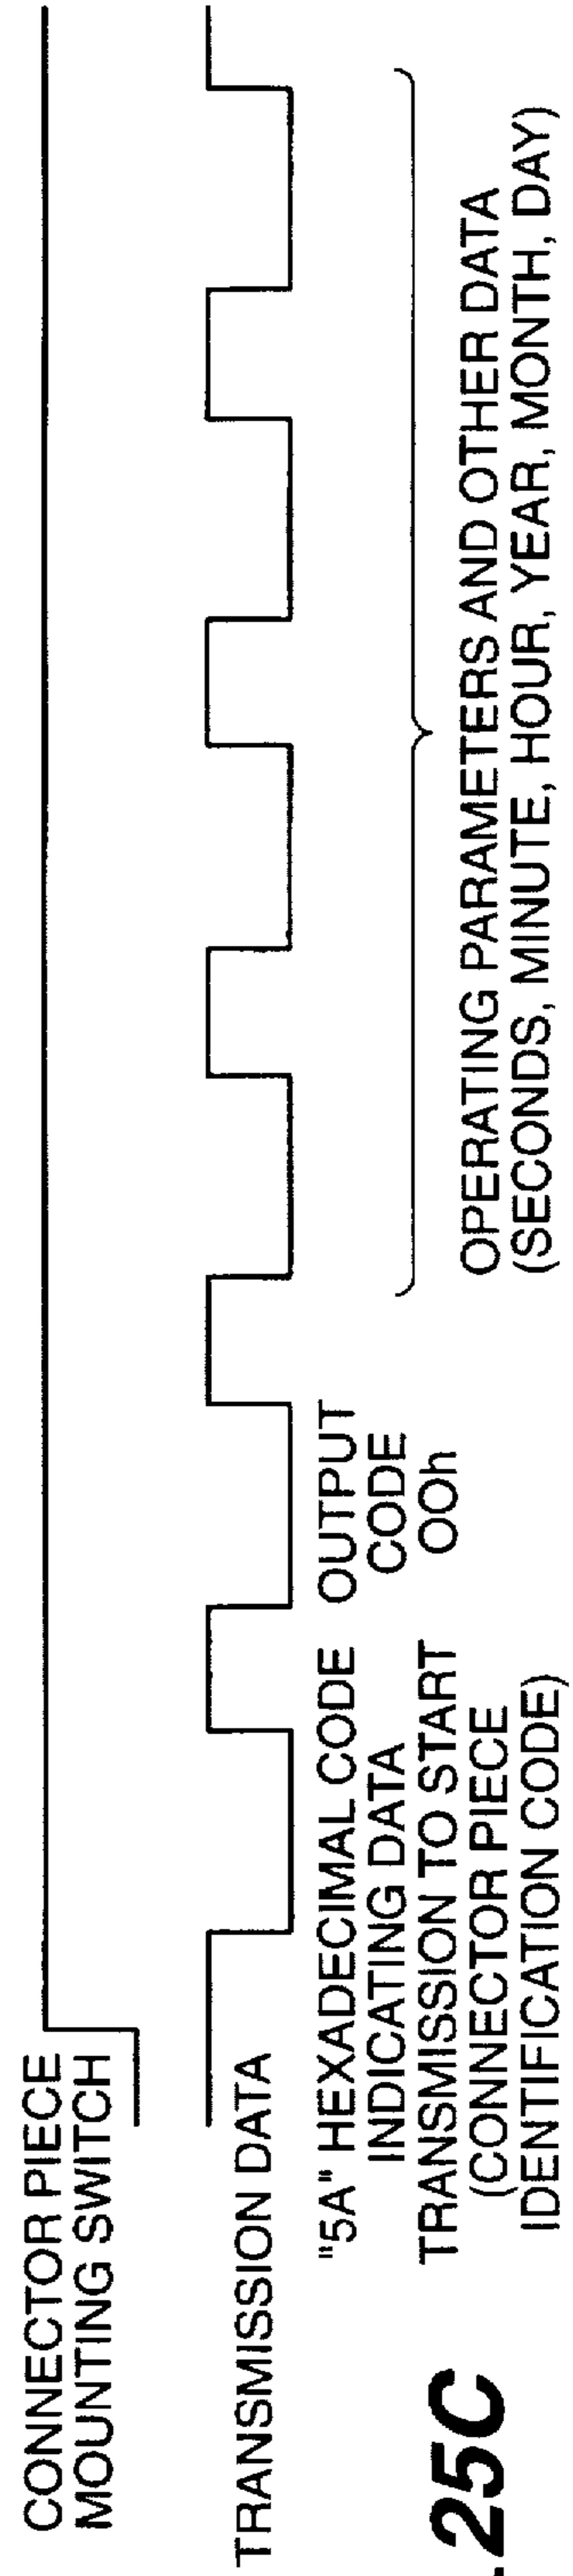 CONNECTOR PIECE
MOUNTING SWITCH
TRANSMISSION DATA
"5A" HEXADECIMAL CODE
INDICATING DATA
TRANSMISSION TO START
(CONNECTOR PIECE
IDENTIFICATION CODE)
OUTPUT
CODE
OOh
OPERATING PARAMETERS AND OTHER DATA
(SECONDS, MINUTE, HOUR, YEAR, MONTH, DAY)
.25C